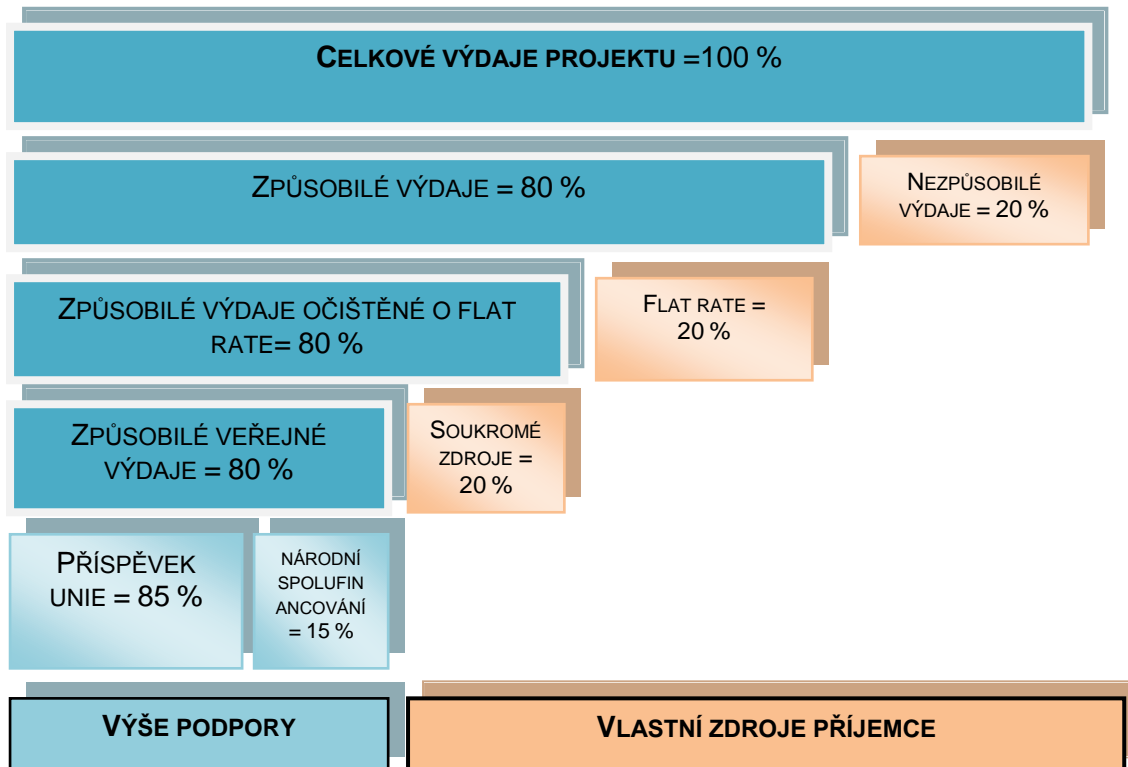 CELKOVÉ VÝDAJE PROJEKTU =100 %
ZPŮSOBILÉ VÝDAJE = 80 %
NEZPŮSOBILÉ
VÝDAJE = 20 %
ZPŮSOBILÉ VÝDAJE OČIŠTĚNÉ O FLAT
RATE= 80 %
FLAT RATE =
20 %
ZPŮSOBILÉ VEŘEJNÉ
VÝDAJE = 80 %
SOUKROMÉ
ZDROJE =
20 %
PŘÍSPĚVEK
UNIE = 85 %
NÁRODNÍ
SPOLUFIN
ANCOVÁNÍ
= 15 %
VÝŠE PODPORY
VLASTNÍ ZDROJE PŘÍJEMCE